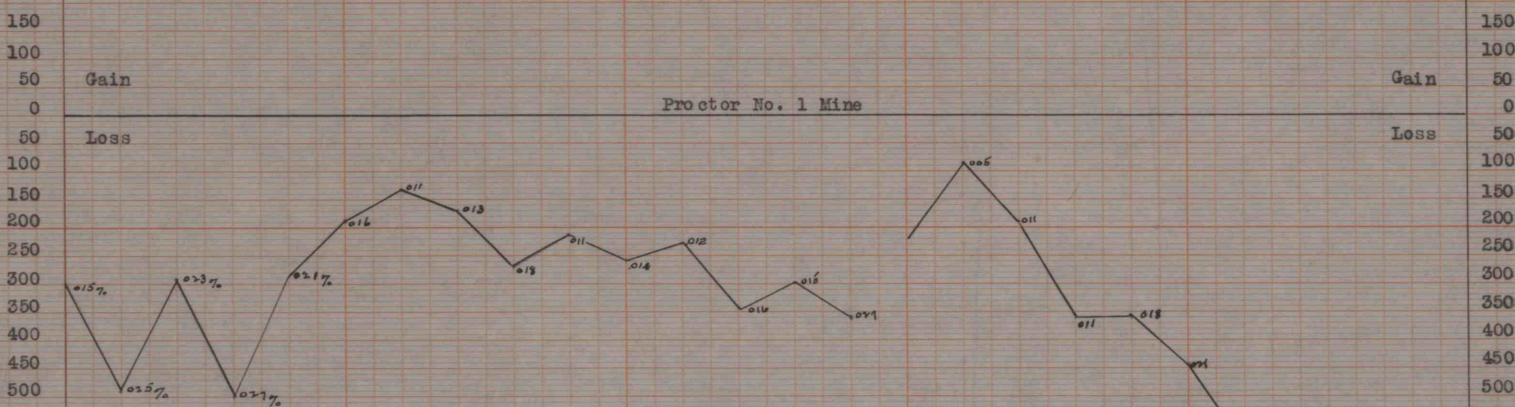 150 150
100 100
50 Gain Gain 50
0 Proctor No. 1 Mine 0
50 Loss Loss 50
100 005 100
150 011 150
200 016 013 011 200
250 018 011 012 250
300 015% 023% 021% 015 300
350 016 027 011 018 350
400 400
450 450
500 025% 027% 500